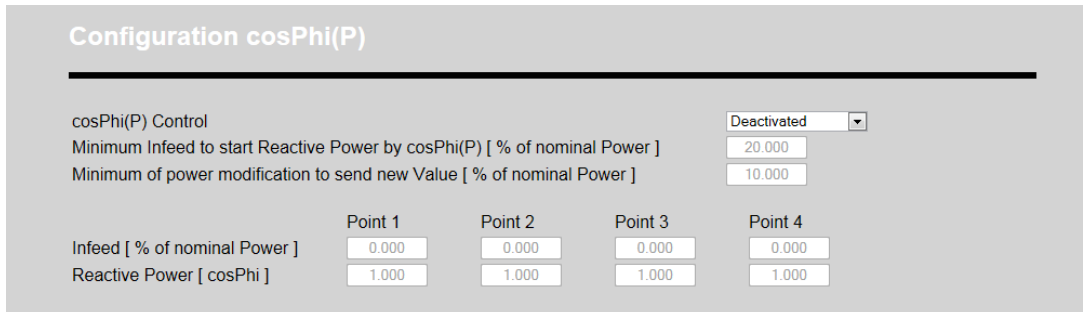 Configuration cosPhi(P)
cosPhi(P) Control Deactivated
Minimum Infeed to start Reactive Power by cosPhi(P) [ % of nominal Power ] 20.000
Minimum of power modification to send new Value [ % of nominal Power ] 10.000
Point 1 Point 2 Point 3 Point 4
Infeed [ % of nominal Power ] 0.000 0.000 0.000 0.000
Reactive Power [ cosPhi ] 1.000 1.000 1.000 1.000